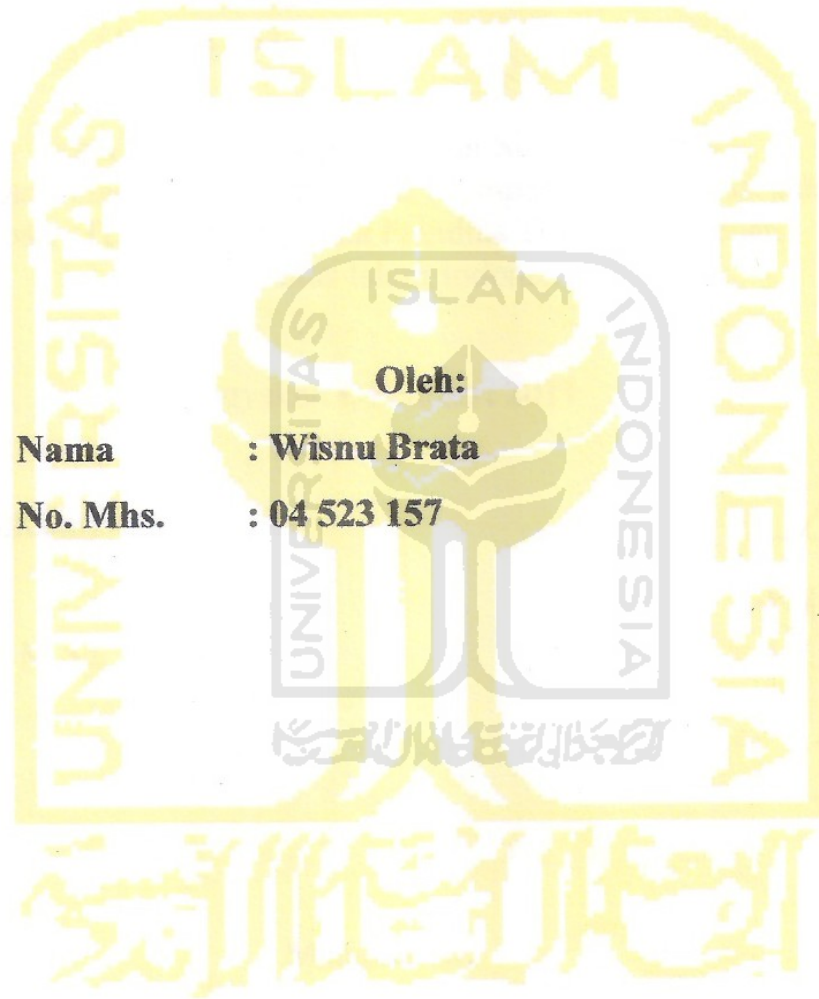 ISLAM
UNIVERSITAS
INDONESIA
ISLAM
UNIVERSITAS
INDONESIA
Oleh:
Nama : Wisnu Brata
No. Mhs. : 04 523 157